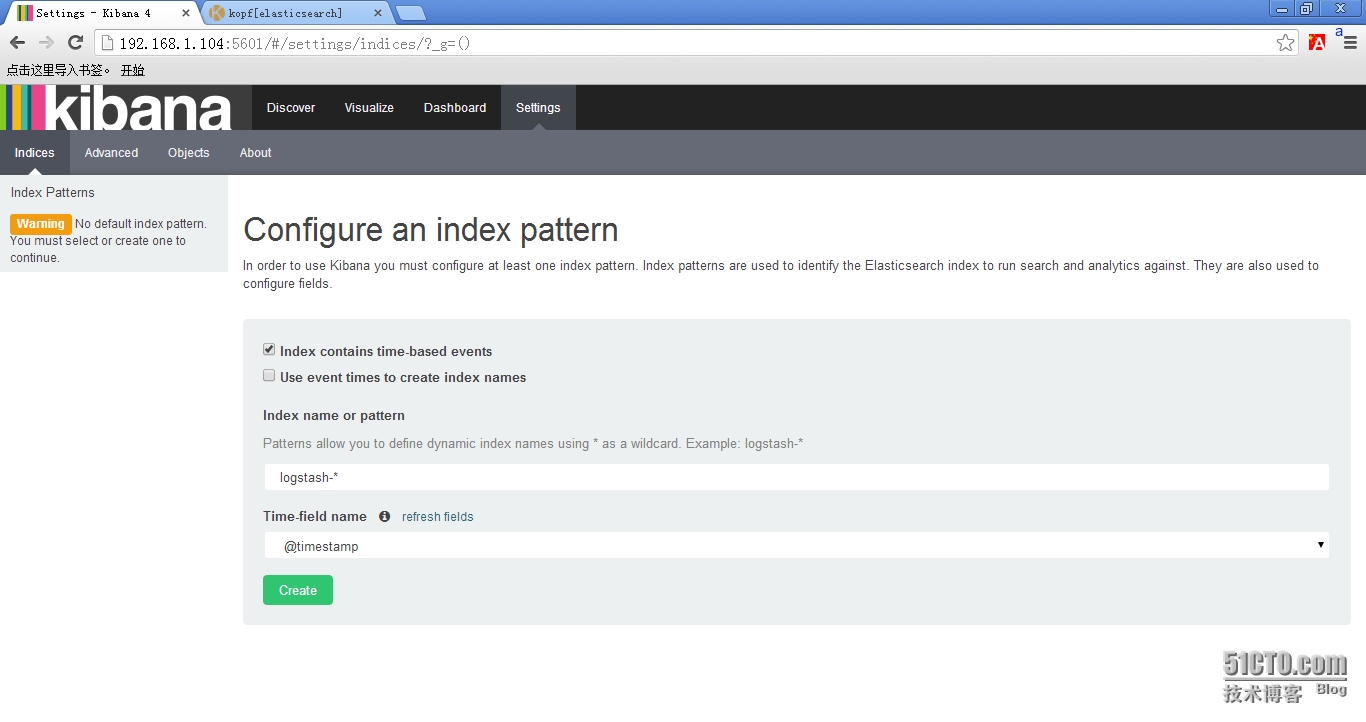 Settings - Kibana 4
kopf[elasticsearch]
192.168.1.104:5601/#/settings/indices/?_g=()
点击这里导入书签。 开始
kibana
Discover Visualize Dashboard Settings
Indices Advanced Objects About
Index Patterns
Warning No default index pattern.
You must select or create one to
continue.
Configure an index pattern
In order to use Kibana you must configure at least one index pattern. Index patterns are used to identify the Elasticsearch index to run search and analytics against. They are also used to
configure fields.
Index contains time-based events
Use event times to create index names
Index name or pattern
Patterns allow you to define dynamic index names using * as a wildcard. Example: logstash-*
logstash-*
Time-field name refresh fields
@timestamp
Create
51CTO.com
技术博客 Blog